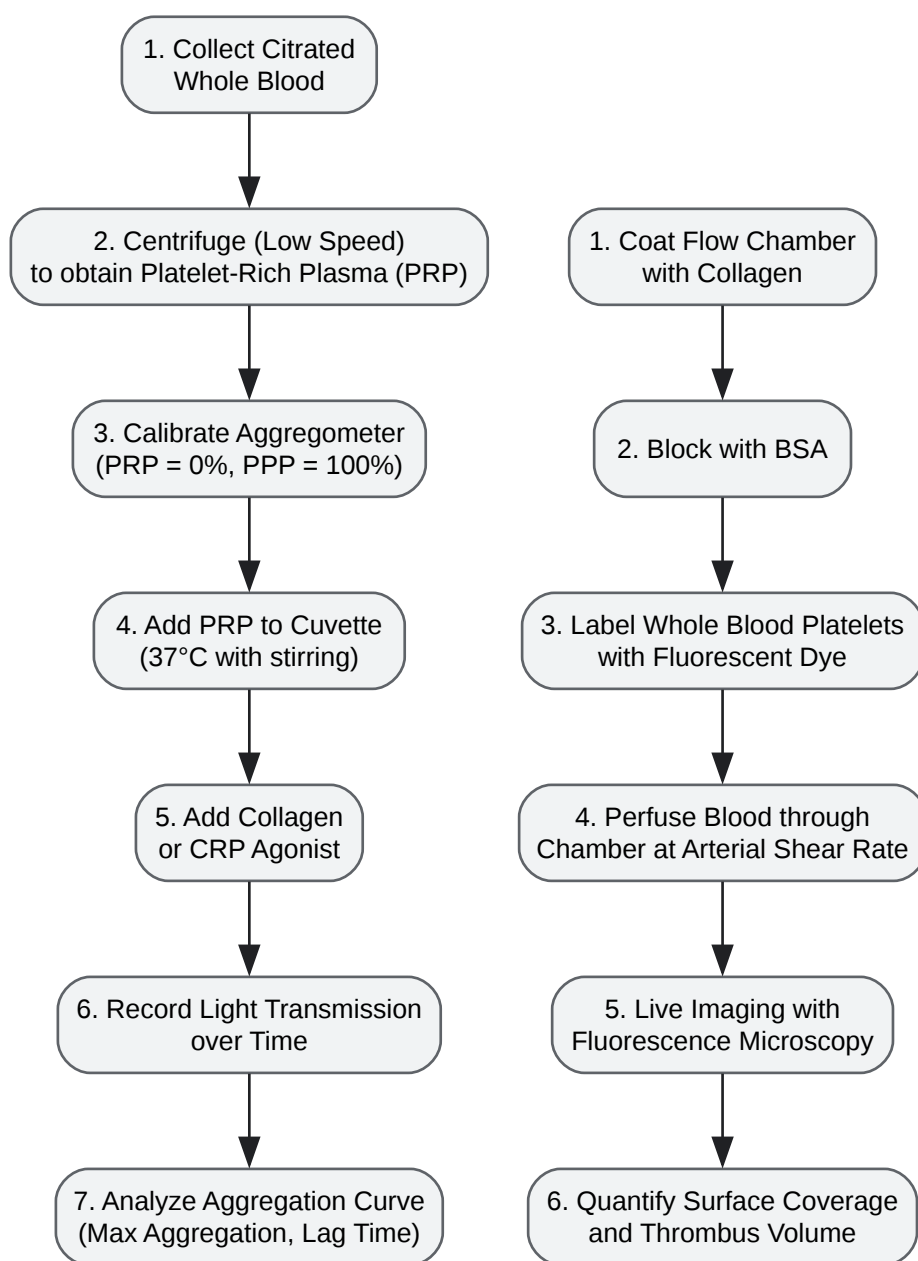 1. Collect Citrated
Whole Blood
2. Centrifuge (Low Speed)
to obtain Platelet-Rich Plasma (PRP)
3. Calibrate Aggregometer
(PRP = 0%, PPP = 100%)
4. Add PRP to Cuvette
(37°C with stirring)
5. Add Collagen
or CRP Agonist
6. Record Light Transmission
over Time
7. Analyze Aggregation Curve
(Max Aggregation, Lag Time)
1. Coat Flow Chamber
with Collagen
2. Block with BSA
3. Label Whole Blood Platelets
with Fluorescent Dye
4. Perfuse Blood through
Chamber at Arterial Shear Rate
5. Live Imaging with
Fluorescence Microscopy
6. Quantify Surface Coverage
and Thrombus Volume